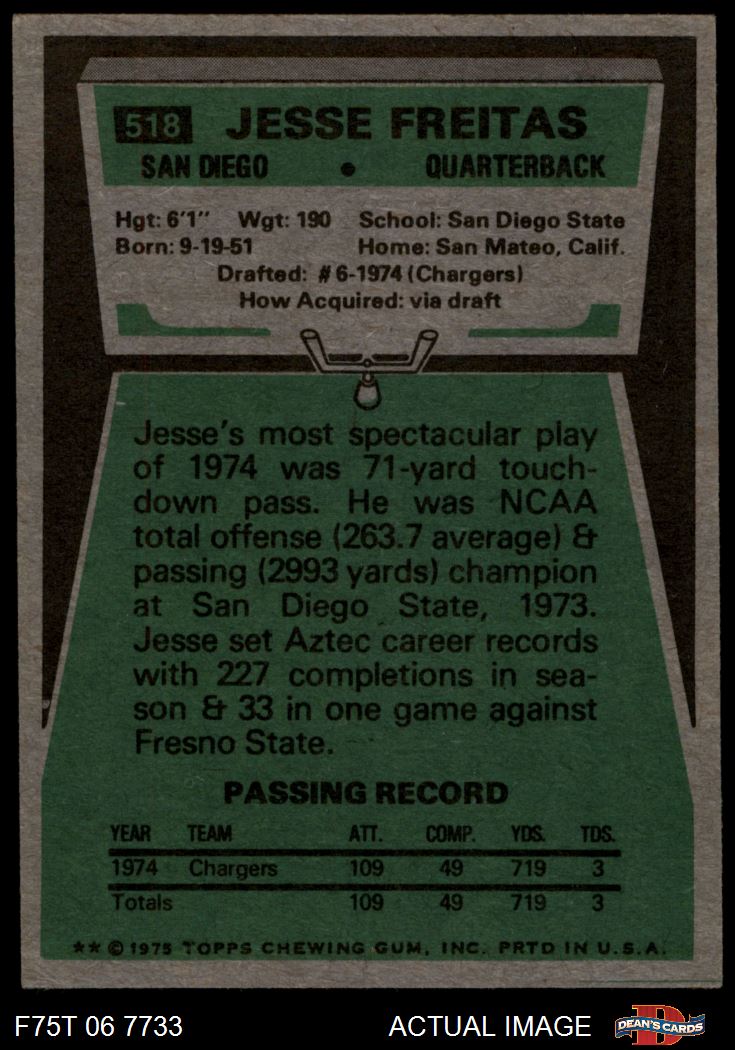 518 JESSE FREITAS
SAN DIEGO • QUARTERBACK
Hgt: 6'1" Wgt: 190 School: San Diego State
Born: 9-19-51 Home: San Mateo, Calif.
Drafted: #6-1974 (Chargers)
How Acquired: via draft
Jesse's most spectacular play
of 1974 was 71-yard touch-
down pass. He was NCAA
total offense (263.7 average) &
passing (2993 yards) champion
at San Diego State, 1973.
Jesse set Aztec career records
with 227 completions in sea-
son & 33 in one game against
Fresno State.
PASSING RECORD
YEAR TEAM ATT. COMP. YDS. TDS.
1974 Chargers 109 49 719 3
Totals 109 49 719 3
** © 1975 TOPPS CHEWING GUM, INC. PRTD IN U.S.A.
F75T 06 7733 ACTUAL IMAGE D DEAN'S CARDS